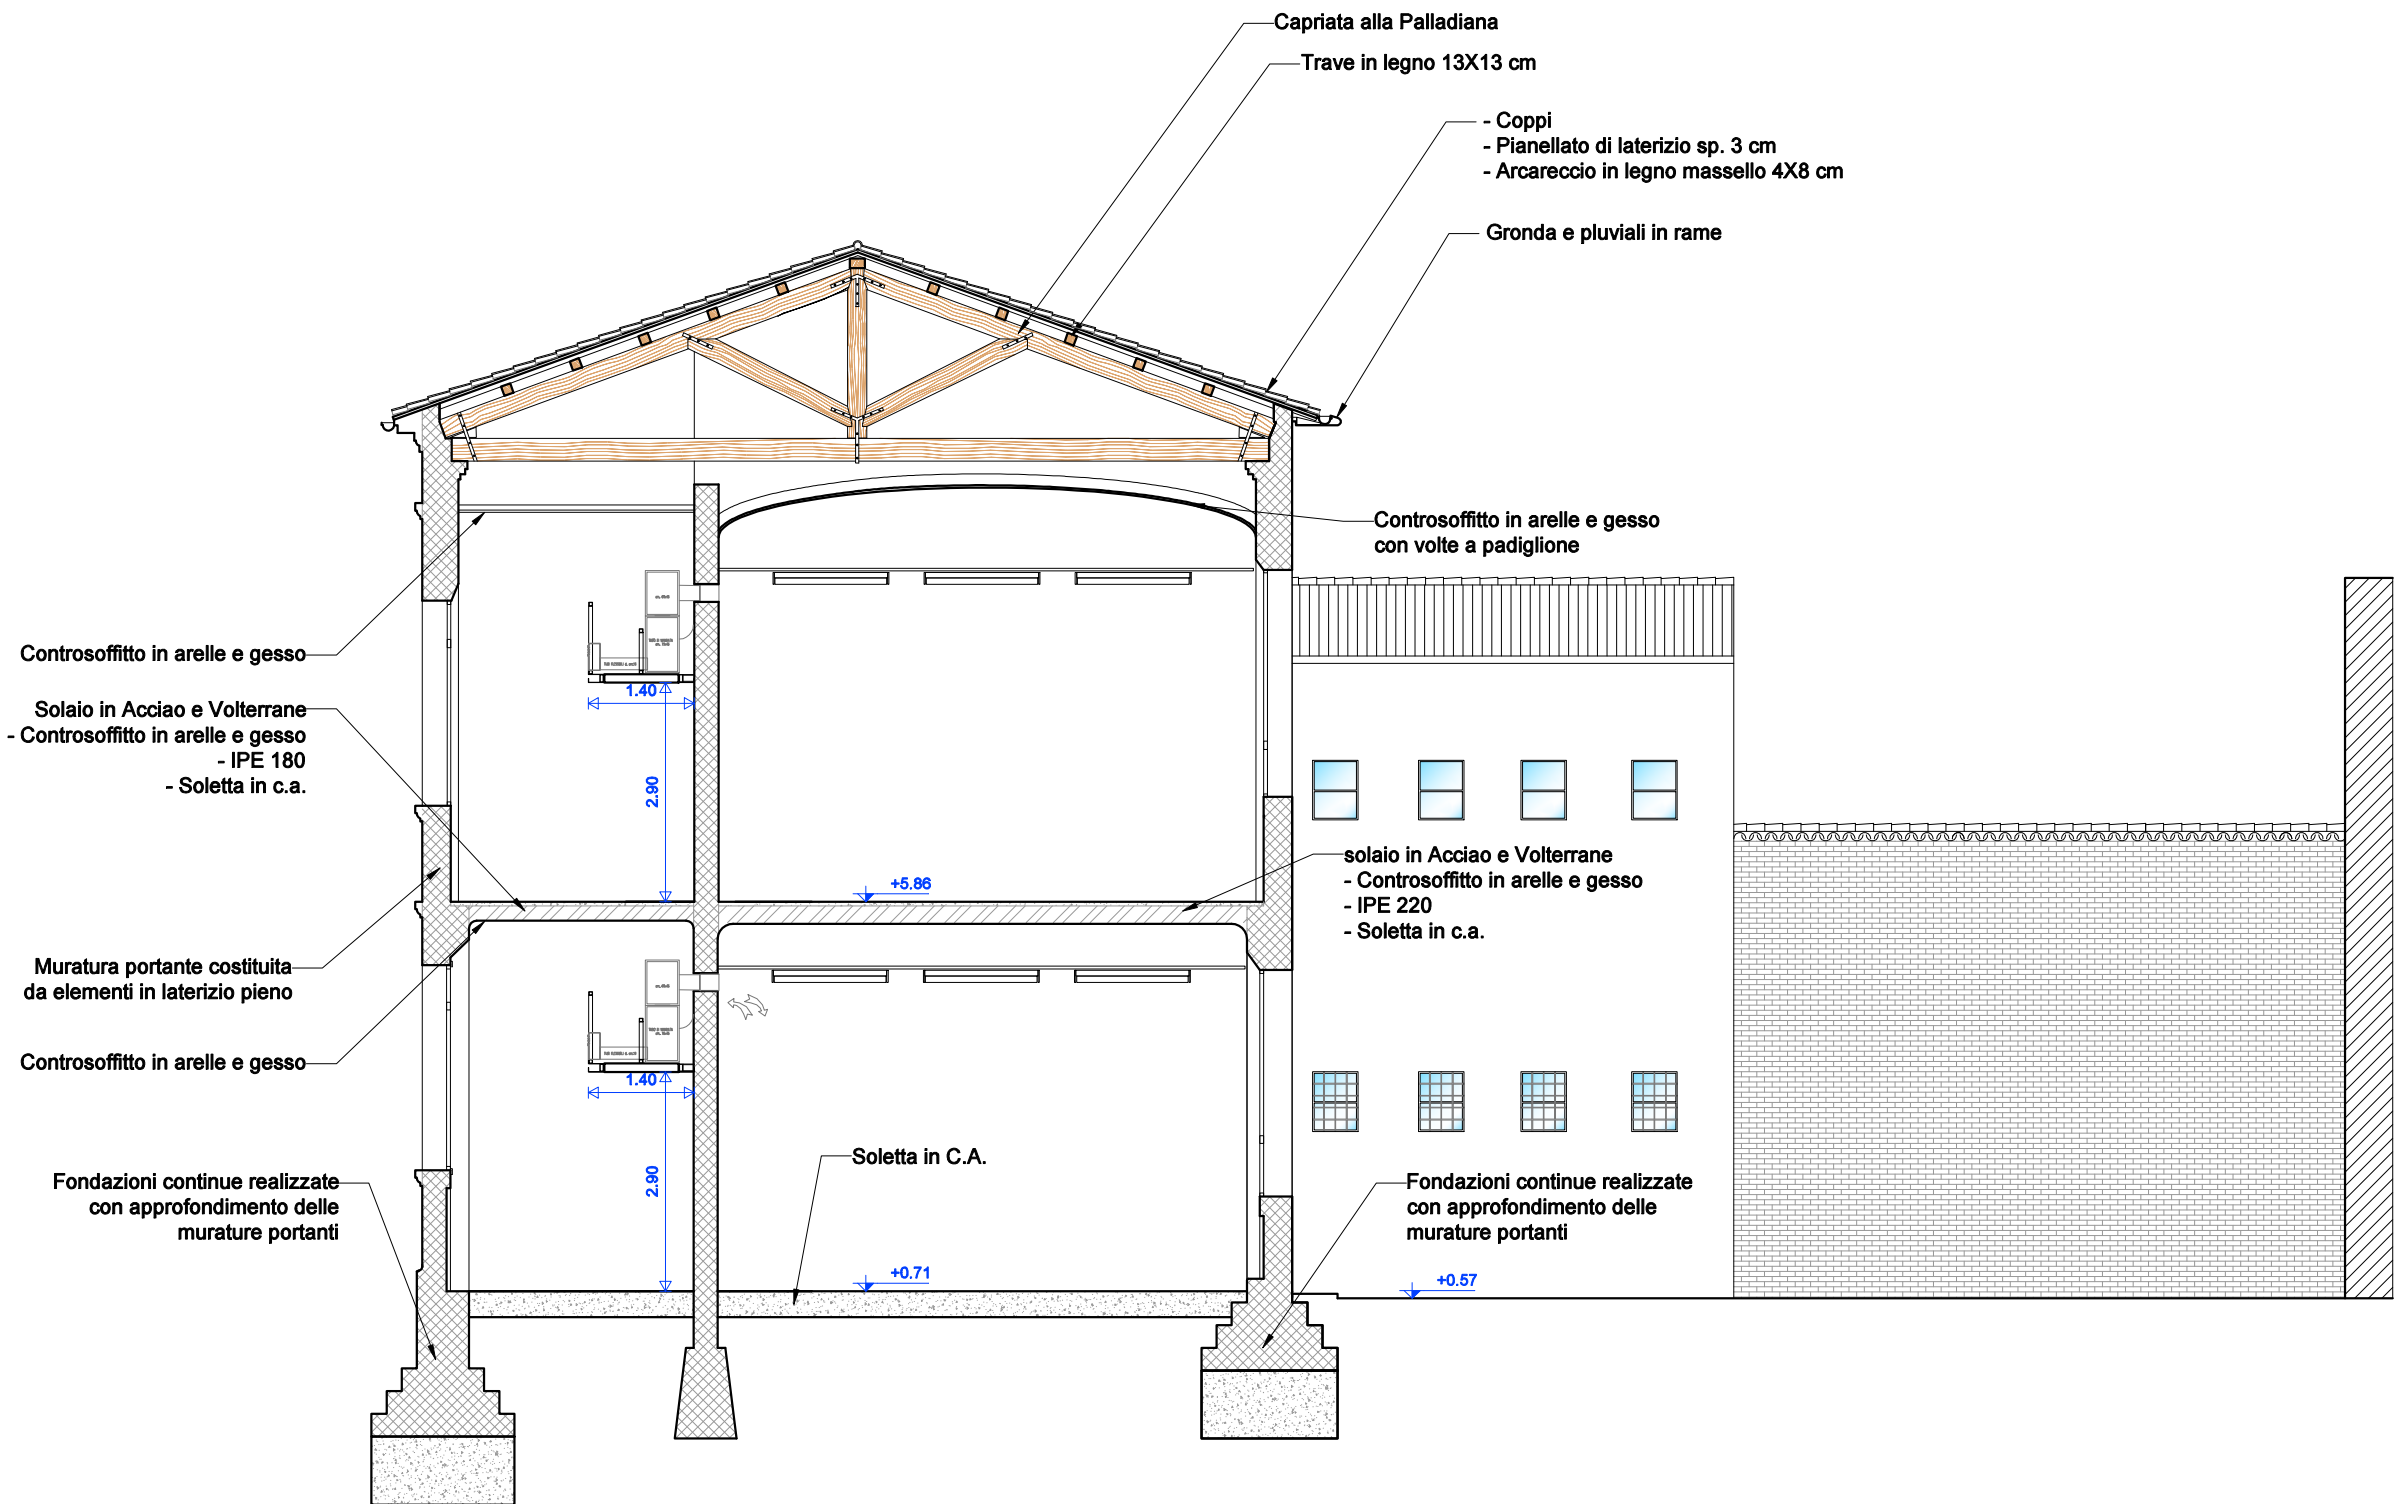 Capriata alla Palladiana
Trave in legno 13X13 cm
- Coppi
- Pianellato di laterizio sp. 3 cm
- Arcareccio in legno massello 4X8 cm
Gronda e pluviali in rame
Controsoffitto in arelle e gesso
con volte a padiglione
Controsoffitto in arelle e gesso
Solaio in Acciao e Volterrane
- Controsoffitto in arelle e gesso
- IPE 180
- Soletta in c.a.
1.40
2.90
+5.86
solaio in Acciao e Volterrane
- Controsoffitto in arelle e gesso
- IPE 220
- Soletta in c.a.
Muratura portante costituita
da elementi in laterizio pieno
Controsoffitto in arelle e gesso
1.40
2.90
Soletta in C.A.
Fondazioni continue realizzate
con approfondimento delle
murature portanti
Fondazioni continue realizzate
con approfondimento delle
murature portanti
+0.71
+0.57